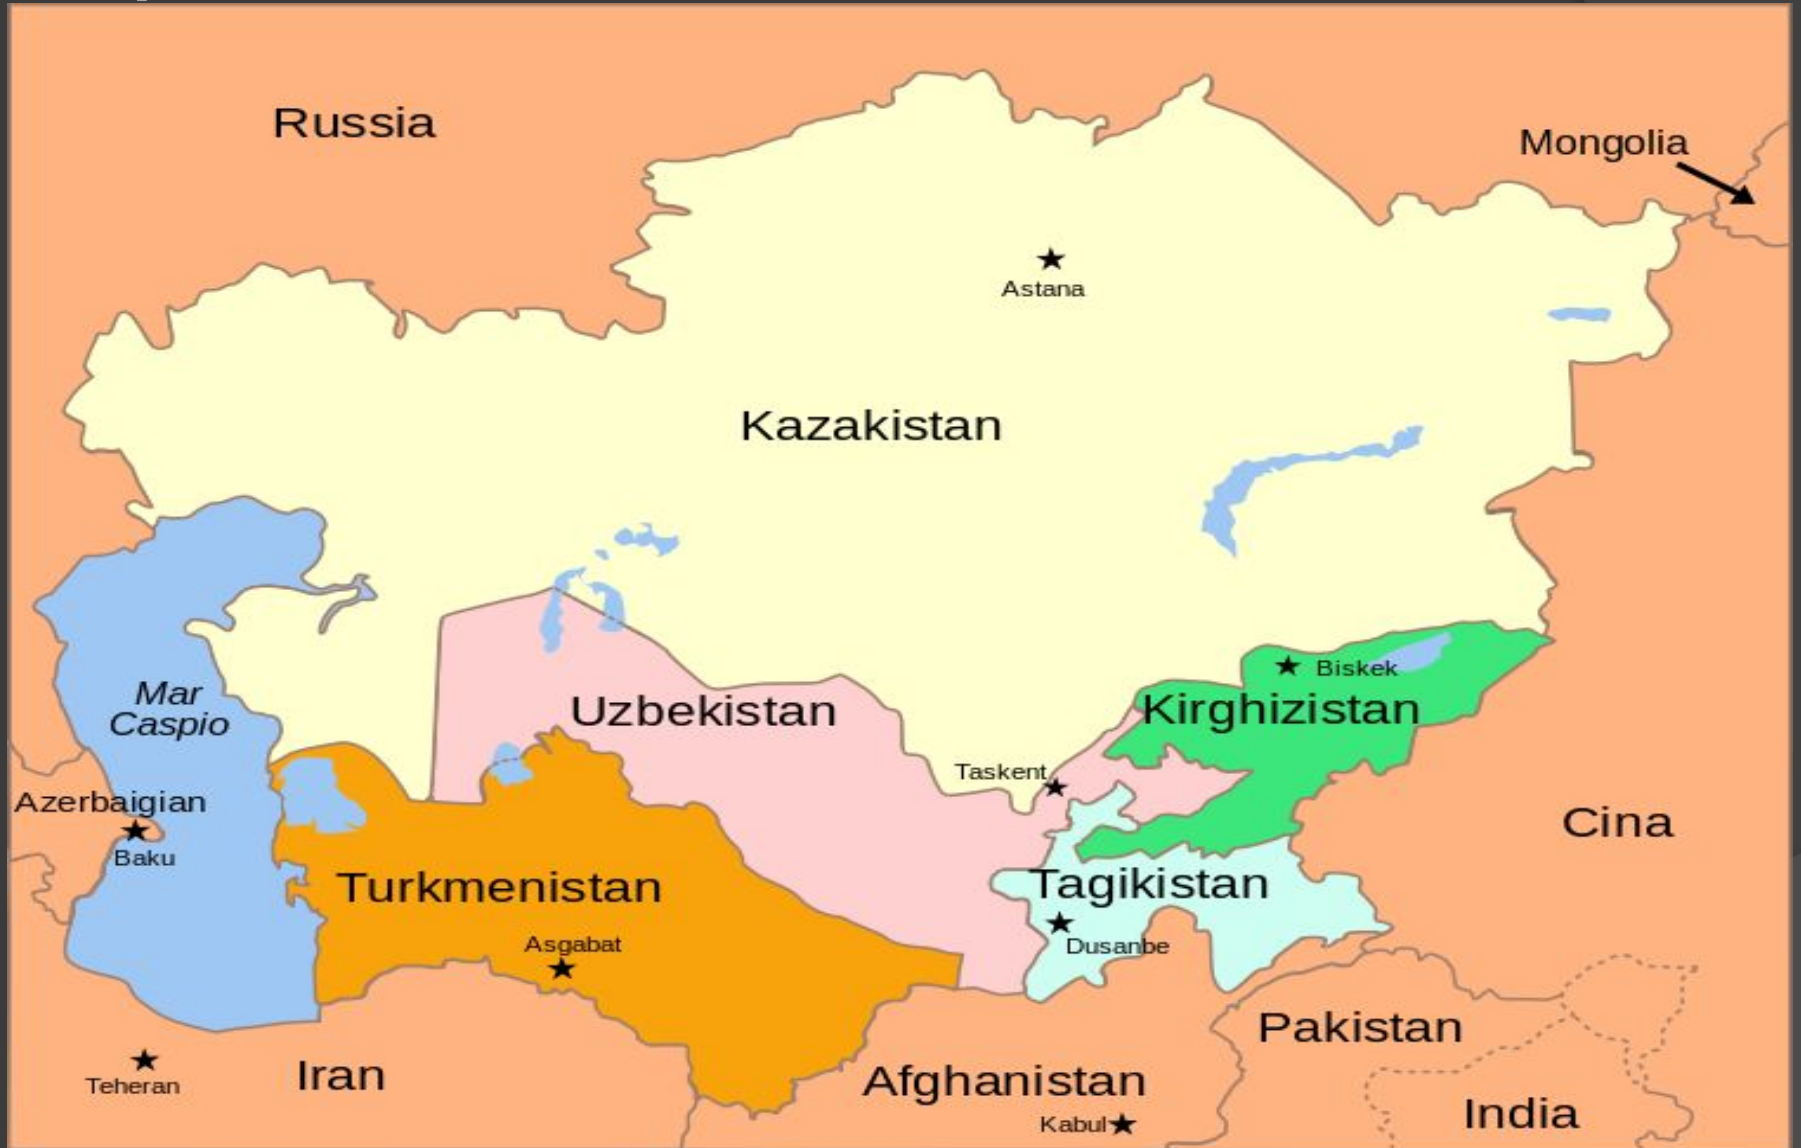 Russia
Mongolia
Astana
Kazakistan
Biskek
Mar
Caspio
Uzbekistan
Kirghizistan
Taskent
Azerbaigian
Baku
Cina
Turkmenistan
Tagikistan
Asgabat
Dusanbe
Pakistan
Teheran
Iran
Afghanistan
Kabul
India